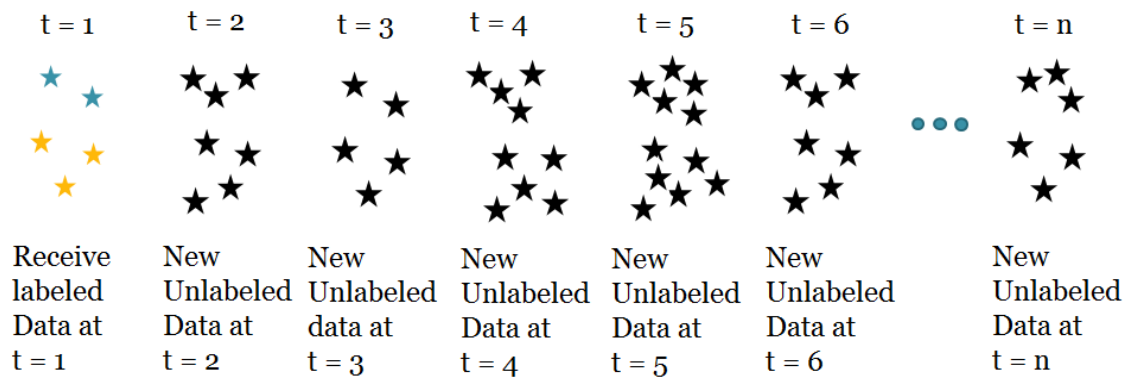 t = 1
t = 2
t = 3
t = 4
t = 5
t = 6
t = n
Receive
labeled
Data at
t = 1
New
Unlabeled
Data at
t = 2
New
Unlabeled
data at
t = 3
New
Unlabeled
Data at
t = 4
New
Unlabeled
Data at
t = 5
New
Unlabeled
Data at
t = 6
New
Unlabeled
Data at
t = n